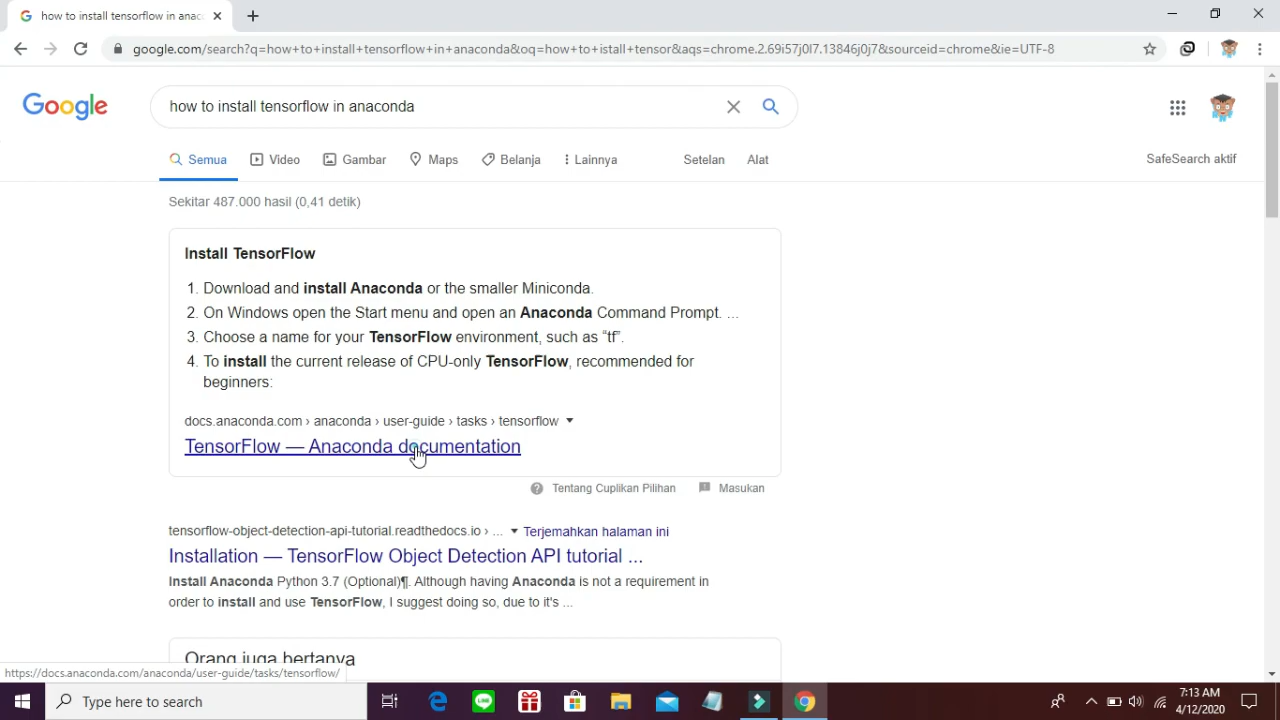 how to install tensorflow in anac
google.com/search?q=how+to+install+tensorflow+in+anaconda&oq=how+to+istall+tensor&aqs=chrome.2.69i57j0l7.13846j0j7&sourceid=chrome&ie=UTF-8
Google
how to install tensorflow in anaconda
Semua Video Gambar Maps Belanja Lainnya Setelan Alat SafeSearch aktif
Sekitar 487.000 hasil (0,41 detik)
Install TensorFlow
1. Download and install Anaconda or the smaller Miniconda.
2. On Windows open the Start menu and open an Anaconda Command Prompt. ...
3. Choose a name for your TensorFlow environment, such as “tf”.
4. To install the current release of CPU-only TensorFlow, recommended for
beginners:
docs.anaconda.com › anaconda › user-guide › tasks › tensorflow
TensorFlow — Anaconda documentation
Tentang Cuplikan Pilihan Masukan
tensorflow-object-detection-api-tutorial.readthedocs.io › ... Terjemahkan halaman ini
Installation — TensorFlow Object Detection API tutorial ...
Install Anaconda Python 3.7 (Optional)¶. Although having Anaconda is not a requirement in
order to install and use TensorFlow, I suggest doing so, due to it's ...
Orang juga bertanya
https://docs.anaconda.com/anaconda/user-guide/tasks/tensorflow/
Type here to search
7:13 AM
4/12/2020